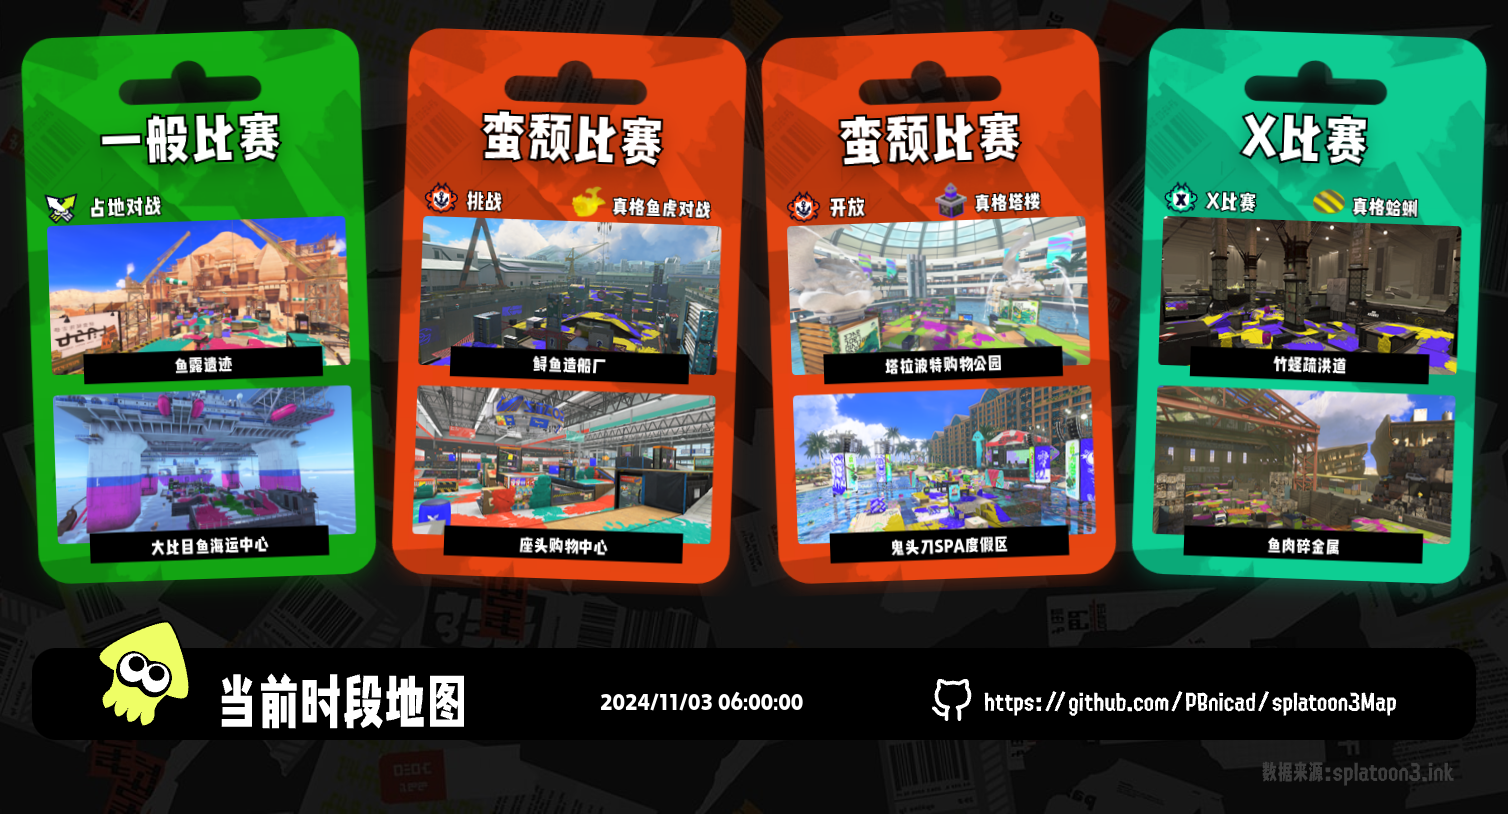 一般比赛
占地对战
鱼露遗迹
大比目鱼海运中心
蛮颓比赛
挑战
真格鱼虎对战
鲟鱼造船厂
座头购物中心
蛮颓比赛
开放
真格塔楼
塔拉波特购物公园
鬼头刀SPA度假区
X比赛
X比赛
真格蛤蜊
竹蛏疏洪道
鱼肉碎金属
当前时段地图
2024/11/03 06:00:00
https://github.com/PBnicad/splatoon3Map
数据来源:splatoon3.ink